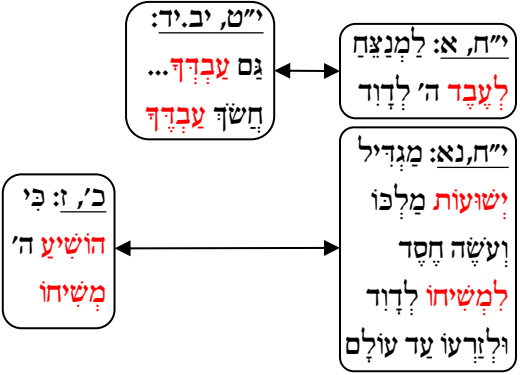 י״ח, א: לַמְנַצֵּחַ
לְעֶבֶד ה׳ לְדָוִד
י״ט, יב.יד:
גַּם עַבְדְּךָ...
חֲשֹׂךְ עַבְדֶּךָ
י״ח,נא: מַגְדִּיל
יְשׁוּעוֹת מַלְכּוֹ
וְעֹשֶׂה חֶסֶד
לִמְשִׁיחוֹ לְדָוִד
וּלְזַרְעוֹ עַד עוֹלָם
כ׳, ז: כִּי
הוֹשִׁיעַ ה׳
מְשִׁיחוֹ